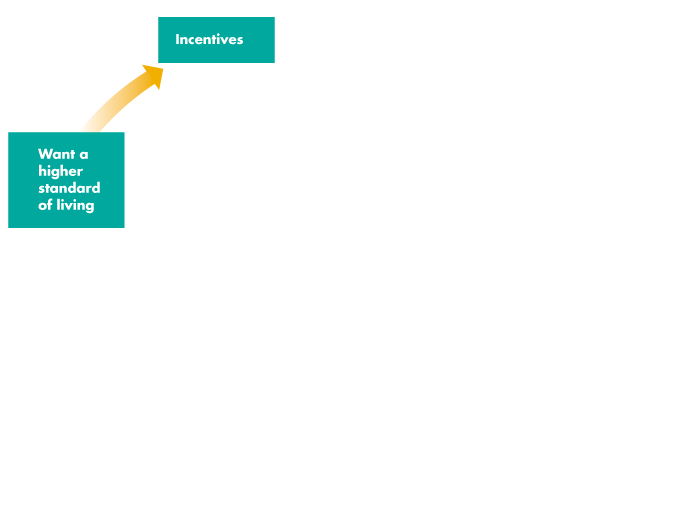 Incentives
Want a
higher
standard
of living